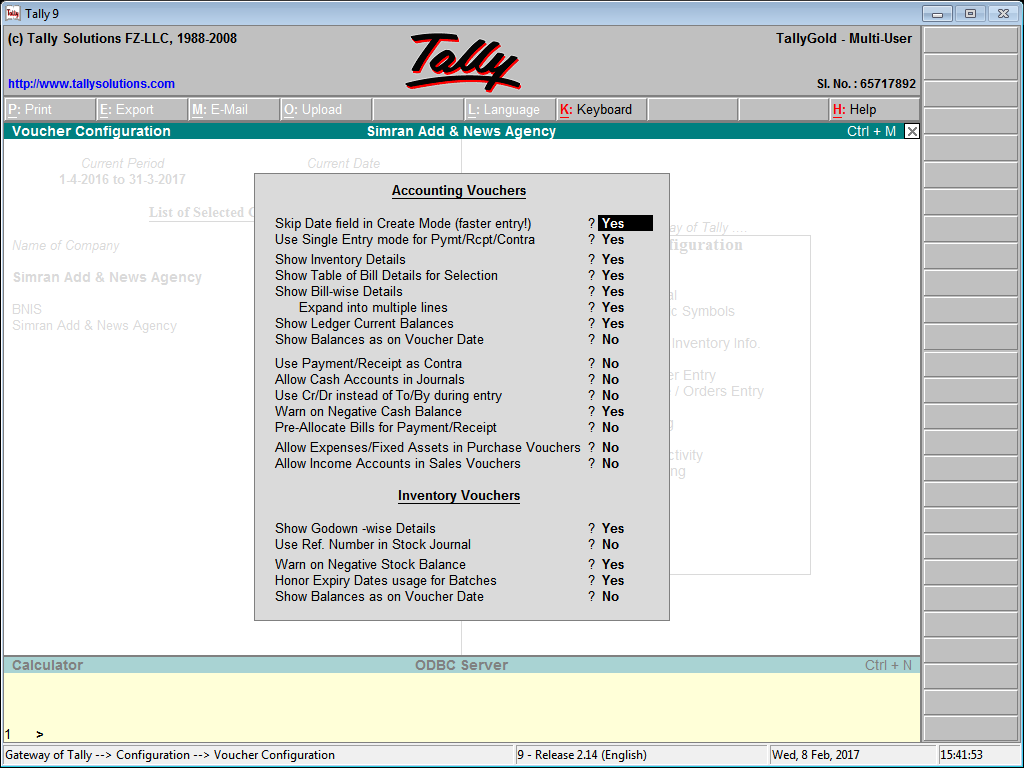 Tally 9
(c) Tally Solutions FZ-LLC, 1988-2008
Tally
TallyGold - Multi-User
http://www.tallysolutions.com
Sl. No. : 65717892
P: Print E: Export M: E-Mail O: Upload L: Language K: Keyboard H: Help
Voucher Configuration Simran Add & News Agency Ctrl + M
Current Period Current Date
1-4-2016 to 31-3-2017
List of Selected
Name of Company
Simran Add & News Agency
BNIS
Simran Add & News Agency
Accounting Vouchers
Skip Date field in Create Mode (faster entry!) ? Yes
Use Single Entry mode for Pymt/Rcpt/Contra ? Yes
Show Inventory Details ? Yes
Show Table of Bill Details for Selection ? Yes
Show Bill-wise Details ? Yes
Expand into multiple lines ? Yes
Show Ledger Current Balances ? Yes
Show Balances as on Voucher Date ? No
Use Payment/Receipt as Contra ? No
Allow Cash Accounts in Journals ? No
Use Cr/Dr instead of To/By during entry ? No
Warn on Negative Cash Balance ? Yes
Pre-Allocate Bills for Payment/Receipt ? No
Allow Expenses/Fixed Assets in Purchase Vouchers ? No
Allow Income Accounts in Sales Vouchers ? No
Inventory Vouchers
Show Godown -wise Details ? Yes
Use Ref. Number in Stock Journal ? No
Warn on Negative Stock Balance ? Yes
Honor Expiry Dates usage for Batches ? Yes
Show Balances as on Voucher Date ? No
of Tally ....
Symbols
Inventory Info.
Entry
/ Orders Entry
Calculator ODBC Server Ctrl + N
1 >
Gateway of Tally --> Configuration --> Voucher Configuration 9 - Release 2.14 (English) Wed, 8 Feb, 2017 15:41:53